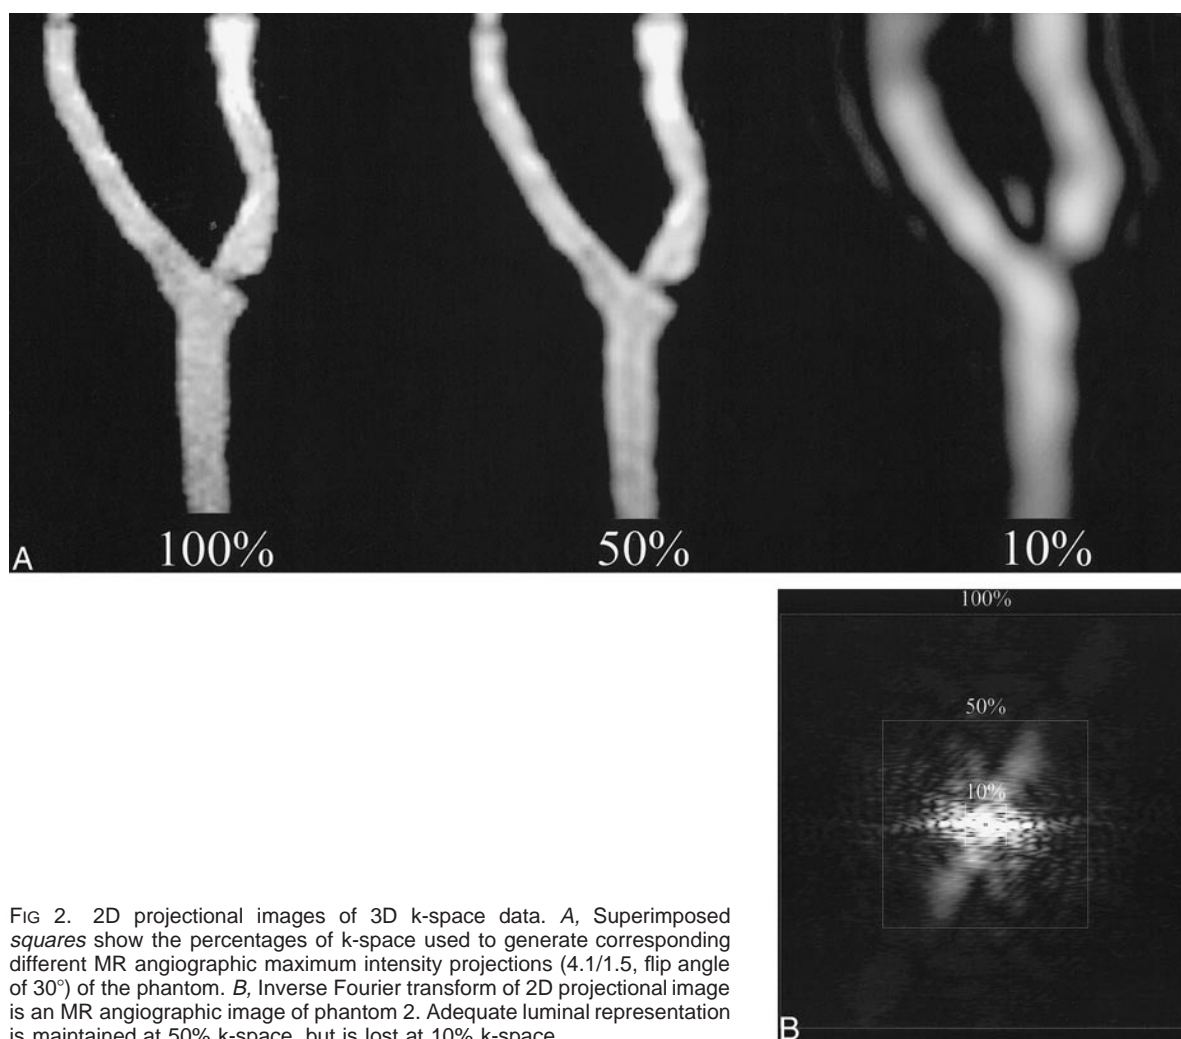 A
100%
50%
10%
100%
50%
10%
B
FIG 2. 2D projectional images of 3D k-space data. A, Superimposed
squares show the percentages of k-space used to generate corresponding
different MR angiographic maximum intensity projections (4.1/1.5, flip angle
of 30°) of the phantom. B, Inverse Fourier transform of 2D projectional image
is an MR angiographic image of phantom 2. Adequate luminal representation
is maintained at 50% k-space, but is lost at 10% k-space.